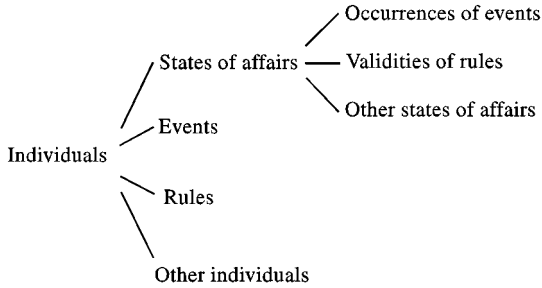 Occurrences of events
States of affairs
Validities of rules
Other states of affairs
Events
Individuals
Rules
Other individuals